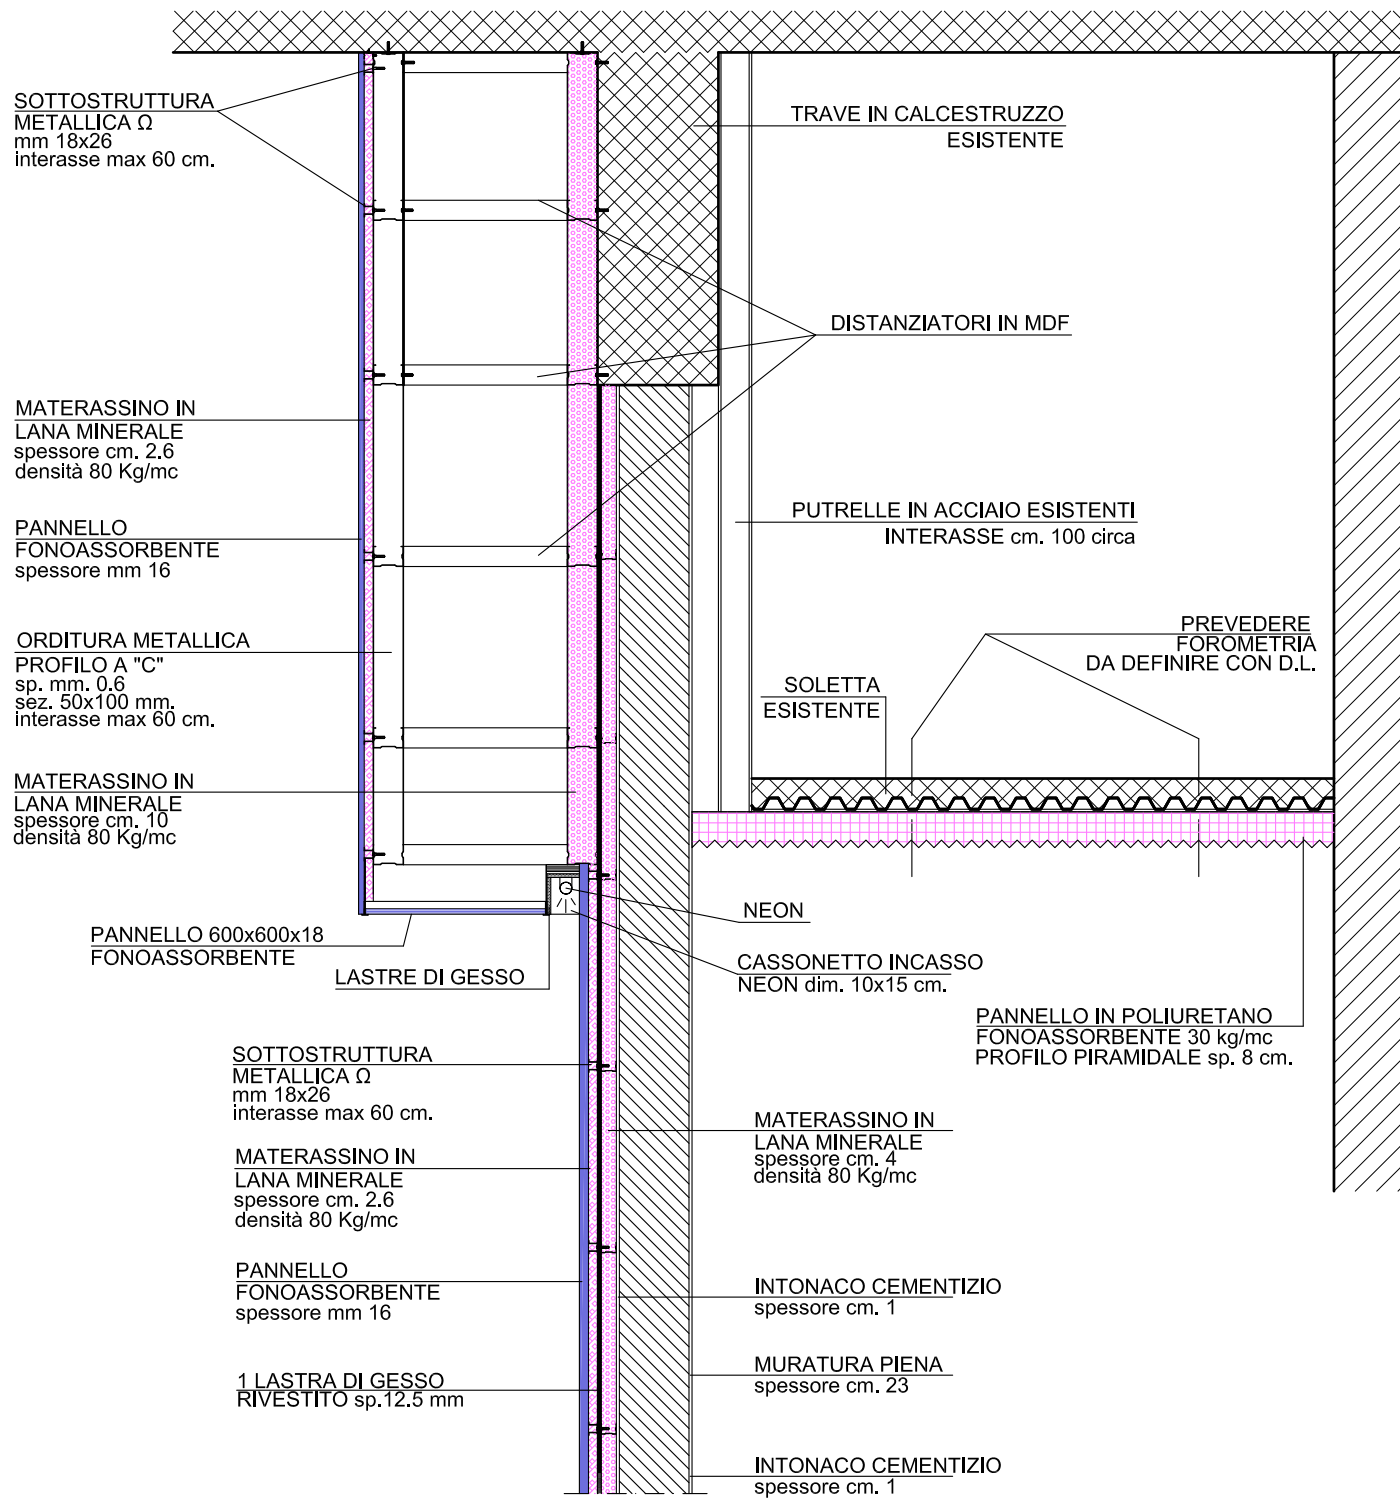 SOTTOSTRUTTURA
METALLICA Ω
mm 18x26
interasse max 60 cm.
TRAVE IN CALCESTRUZZO
ESISTENTE
DISTANZIATORI IN MDF
MATERASSINO IN
LANA MINERALE
spessore cm. 2.6
densità 80 Kg/mc
PANNELLO
FONOASSORBENTE
spessore mm 16
PUTRELLE IN ACCIAIO ESISTENTI
INTERASSE cm. 100 circa
ORDITURA METALLICA
PROFILO A "C"
sp. mm. 0.6
sez. 50x100 mm.
interasse max 60 cm.
PREVEDERE
FOROMETRIA
DA DEFINIRE CON D.L.
SOLETTA
ESISTENTE
MATERASSINO IN
LANA MINERALE
spessore cm. 10
densità 80 Kg/mc
NEON
PANNELLO 600x600x18
FONOASSORBENTE
LASTRE DI GESSO
CASSONETTO INCASSO
NEON dim. 10x15 cm.
PANNELLO IN POLIURETANO
FONOASSORBENTE 30 kg/mc
PROFILO PIRAMIDALE sp. 8 cm.
SOTTOSTRUTTURA
METALLICA Ω
mm 18x26
interasse max 60 cm.
MATERASSINO IN
LANA MINERALE
spessore cm. 4
densità 80 Kg/mc
MATERASSINO IN
LANA MINERALE
spessore cm. 2.6
densità 80 Kg/mc
PANNELLO
FONOASSORBENTE
spessore mm 16
INTONACO CEMENTIZIO
spessore cm. 1
MURATURA PIENA
spessore cm. 23
1 LASTRA DI GESSO
RIVESTITO sp.12.5 mm
INTONACO CEMENTIZIO
spessore cm. 1